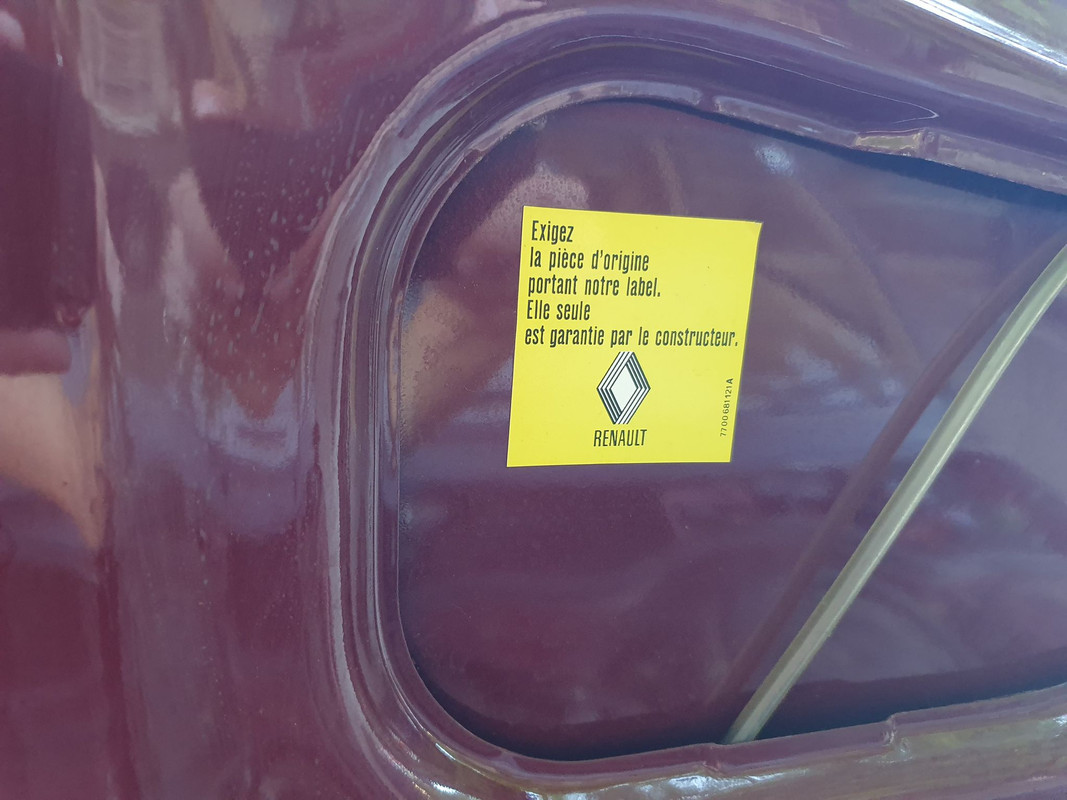 Exigez
la pièce d'origine
portant notre label.
Elle seule
est garantie par le constructeur.
RENAULT
7700681121A